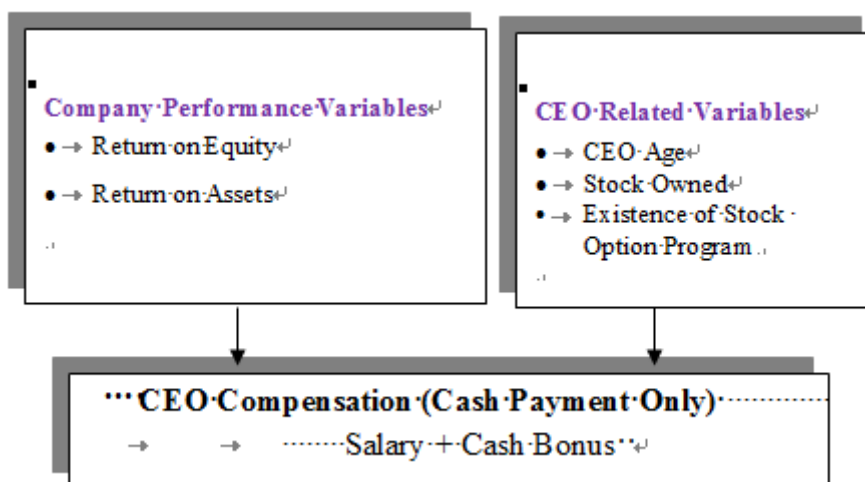 Company Performance Variables
• Return on Equity
• Return on Assets
CEO Related Variables
• CEO Age
• Stock Owned
• Existence of Stock
Option Program
CEO Compensation (Cash Payment Only)
Salary + Cash Bonus